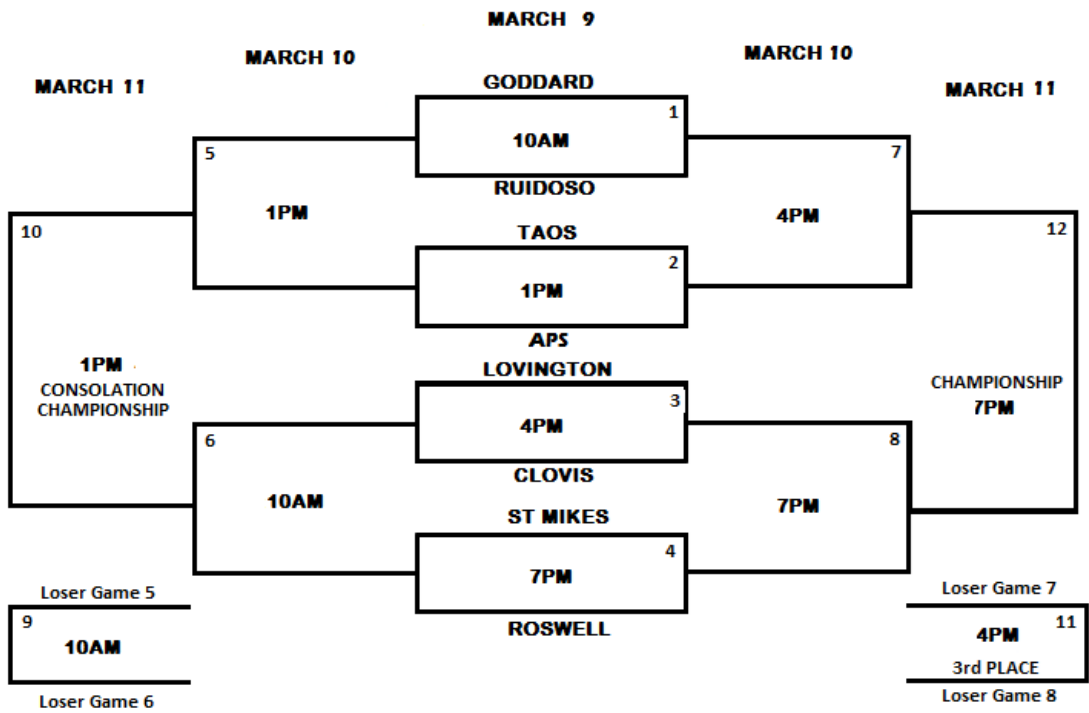 MARCH 9
MARCH 10
MARCH 10
MARCH 11
MARCH 11
GODDARD
1
10AM
RUIDOSO
5
1PM
7
4PM
TAOS
2
1PM
APS
10
12
1PM
CONSOLATION
CHAMPIONSHIP
CHAMPIONSHIP
7PM
LOVINGTON
3
4PM
CLOVIS
6
10AM
8
7PM
ST MIKES
4
7PM
ROSWELL
Loser Game 5
9
10AM
Loser Game 6
Loser Game 7
4PM
11
3rd PLACE
Loser Game 8